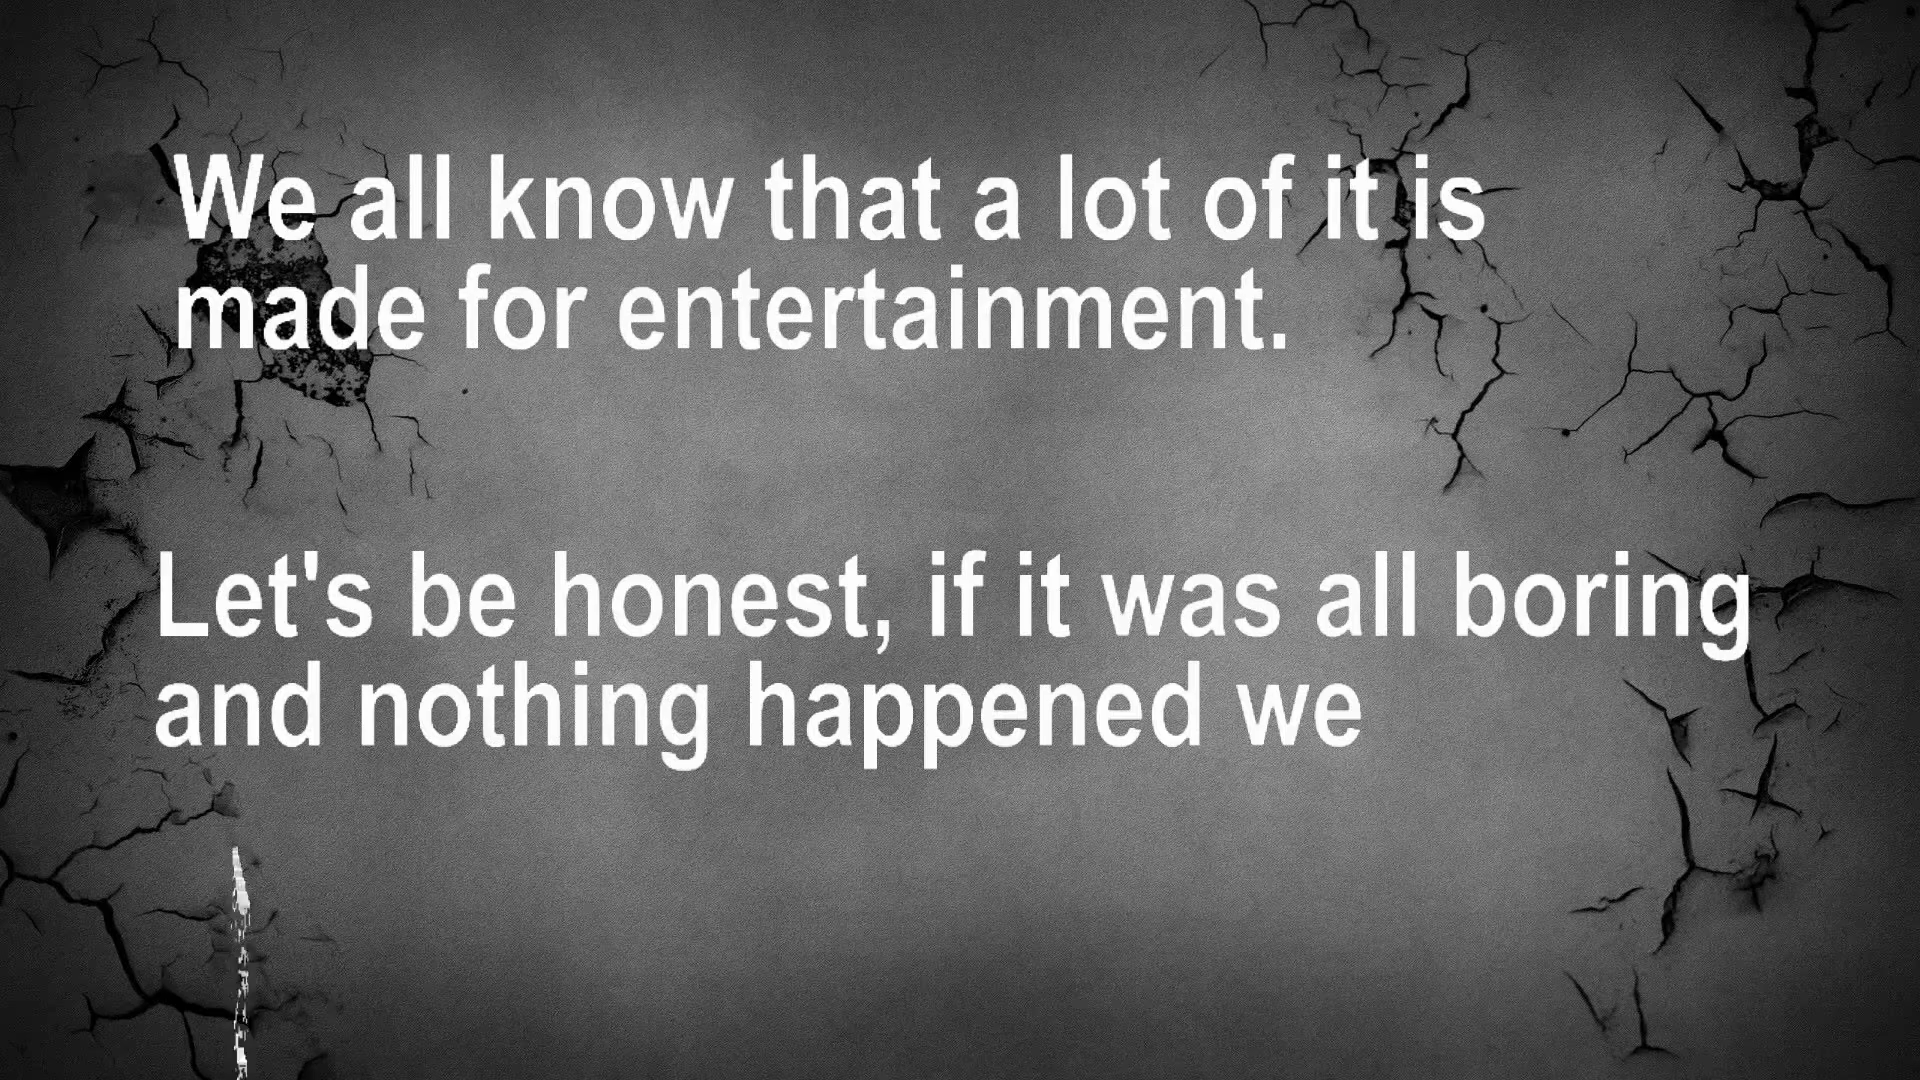 We all know that a lot of it is
made for entertainment.
Let's be honest, if it was all boring
and nothing happened we